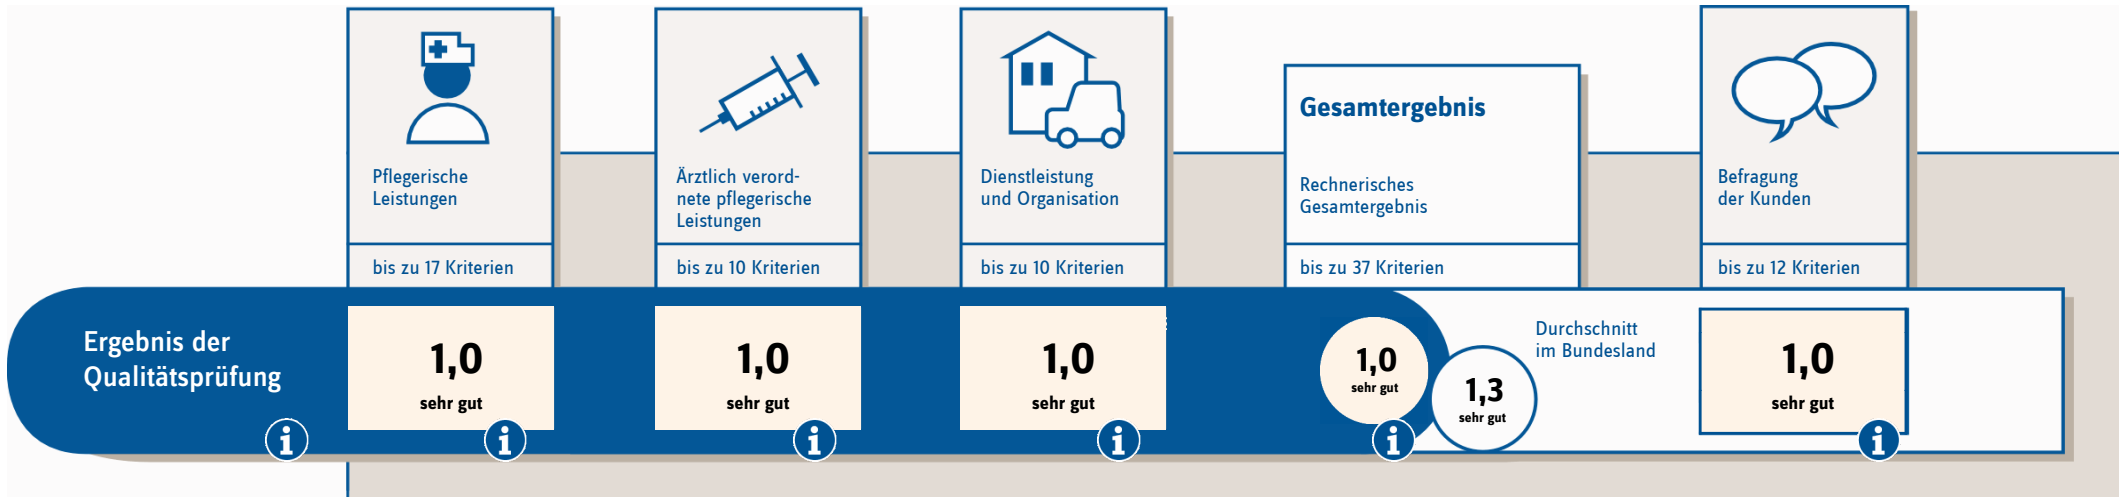 Pflegerische
Leistungen
bis zu 17 Kriterien
Ärztlich verord-
nete pflegerische
Leistungen
bis zu 10 Kriterien
Dienstleistung
und Organisation
bis zu 10 Kriterien
Gesamtergebnis
Rechnerisches
Gesamtergebnis
bis zu 37 Kriterien
Befragung
der Kunden
bis zu 12 Kriterien
Ergebnis der
Qualitätsprüfung
i
1,0
sehr gut
i
1,0
sehr gut
i
1,0
sehr gut
i
1,0
sehr gut
i
1,3
sehr gut
Durchschnitt
im Bundesland
1,0
sehr gut
i